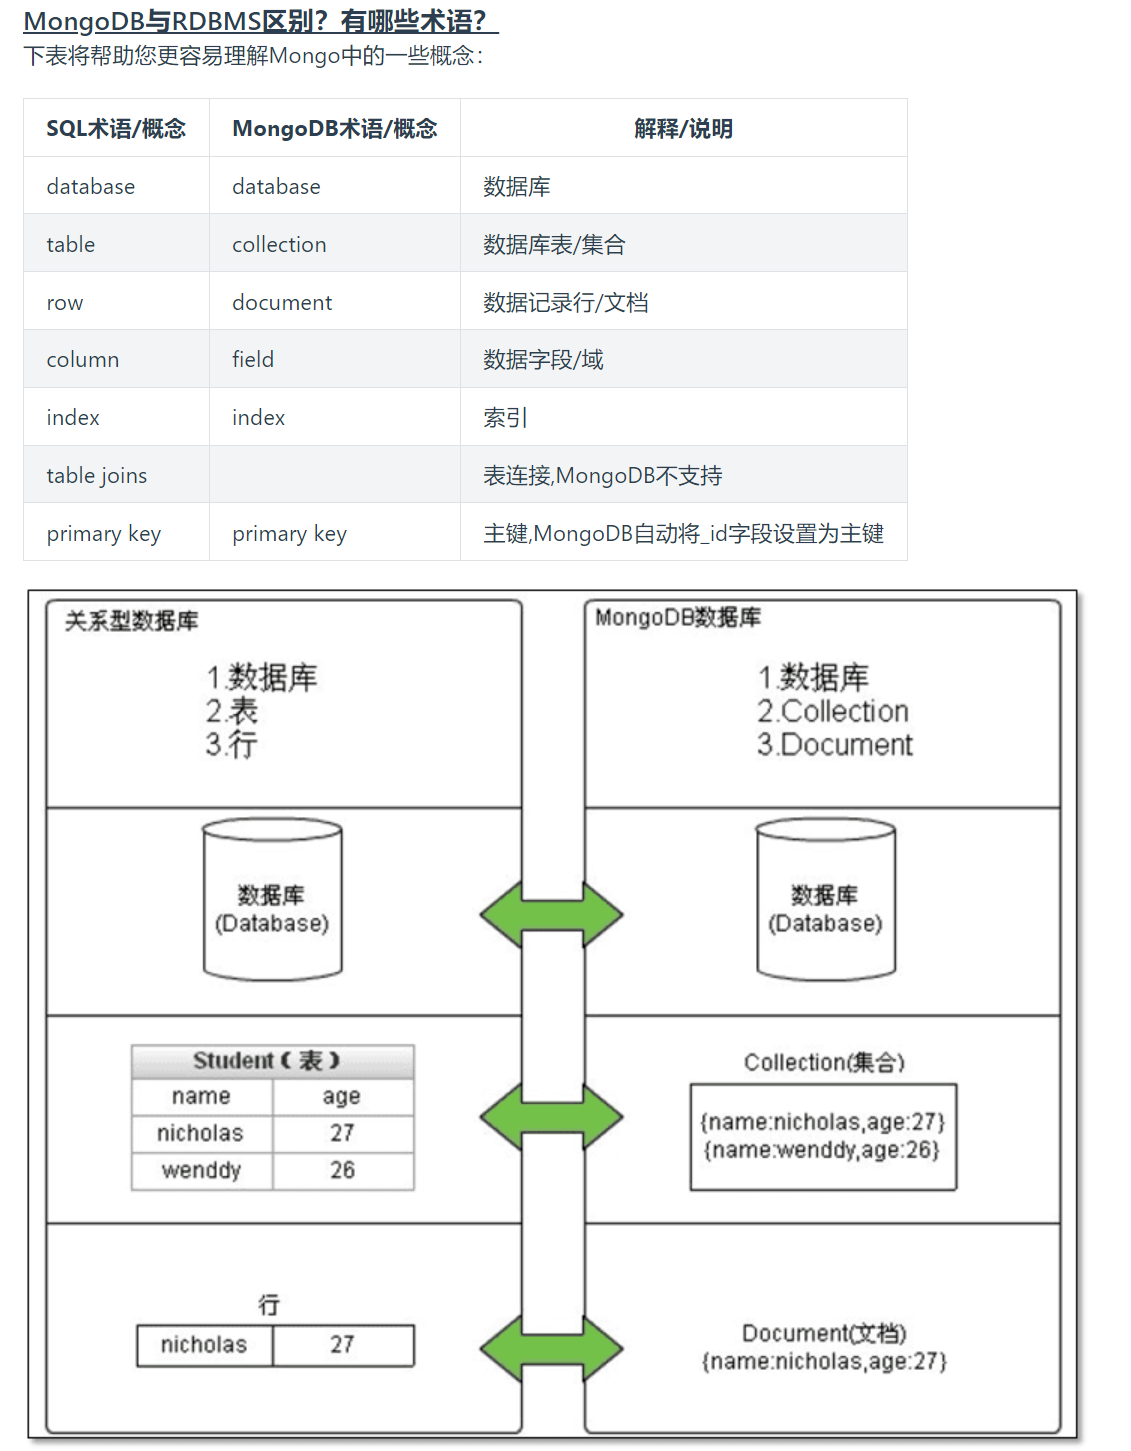 MongoDB与RDBMS区别？有哪些术语？
下表将帮助您更容易理解Mongo中的一些概念：
SQL术语/概念 MongoDB术语/概念 解释/说明
database database 数据库
table collection 数据库表/集合
row document 数据记录行/文档
column field 数据字段/域
index index 索引
table joins 表连接,MongoDB不支持
primary key primary key 主键,MongoDB自动将_id字段设置为主键
关系型数据库
1.数据库
2.表
3.行
MongoDB数据库
1.数据库
2.Collection
3.Document
数据库
(Database)
数据库
(Database)
Student（表）
name age
nicholas 27
wenddy 26
Collection(集合)
{name:nicholas,age:27}
{name:wenddy,age:26}
行
nicholas 27
Document(文档)
{name:nicholas,age:27}